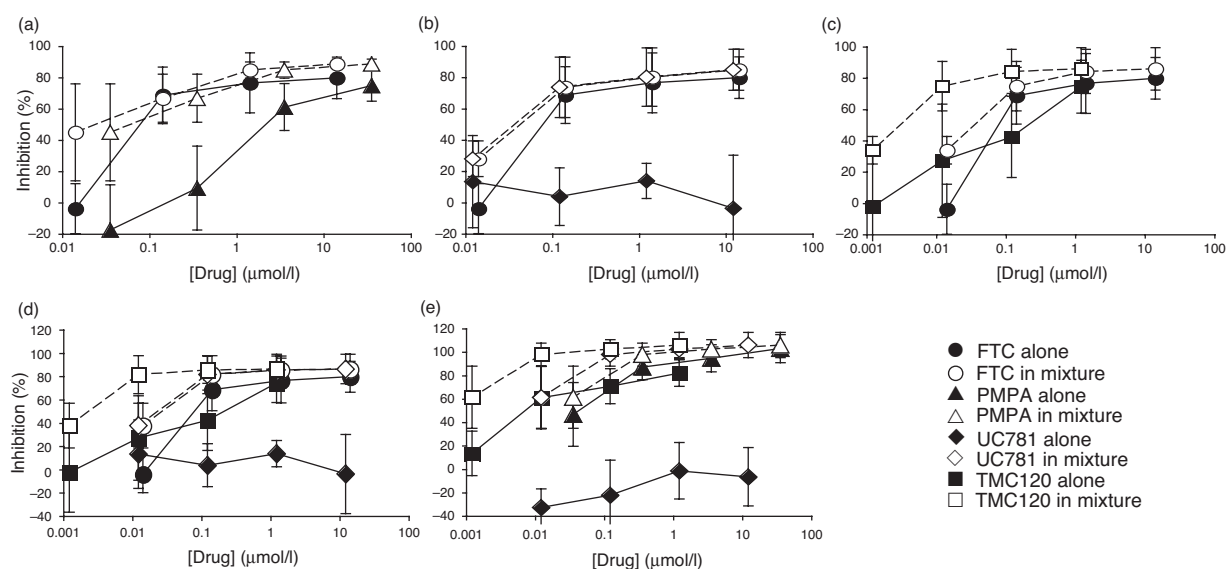 (a)
100
80
60
40
20
0
–20
Inhibition (%)
0.01 0.1 1 10 100
[Drug] (μmol/l)
(b)
100
80
60
40
20
0
–20
0.01 0.1 1 10 100
[Drug] (μmol/l)
(c)
100
80
60
40
20
0
–20
0.001 0.01 0.1 1 10 100
[Drug] (μmol/l)
(d)
120
100
80
60
40
20
0
–20
–40
Inhibition (%)
0.001 0.01 0.1 1 10 100
[Drug] (μmol/l)
(e)
120
100
80
60
40
20
0
–20
–40
0.001 0.01 0.1 1 10 100
[Drug] (μmol/l)
FTC alone
FTC in mixture
PMPA alone
PMPA in mixture
UC781 alone
UC781 in mixture
TMC120 alone
TMC120 in mixture